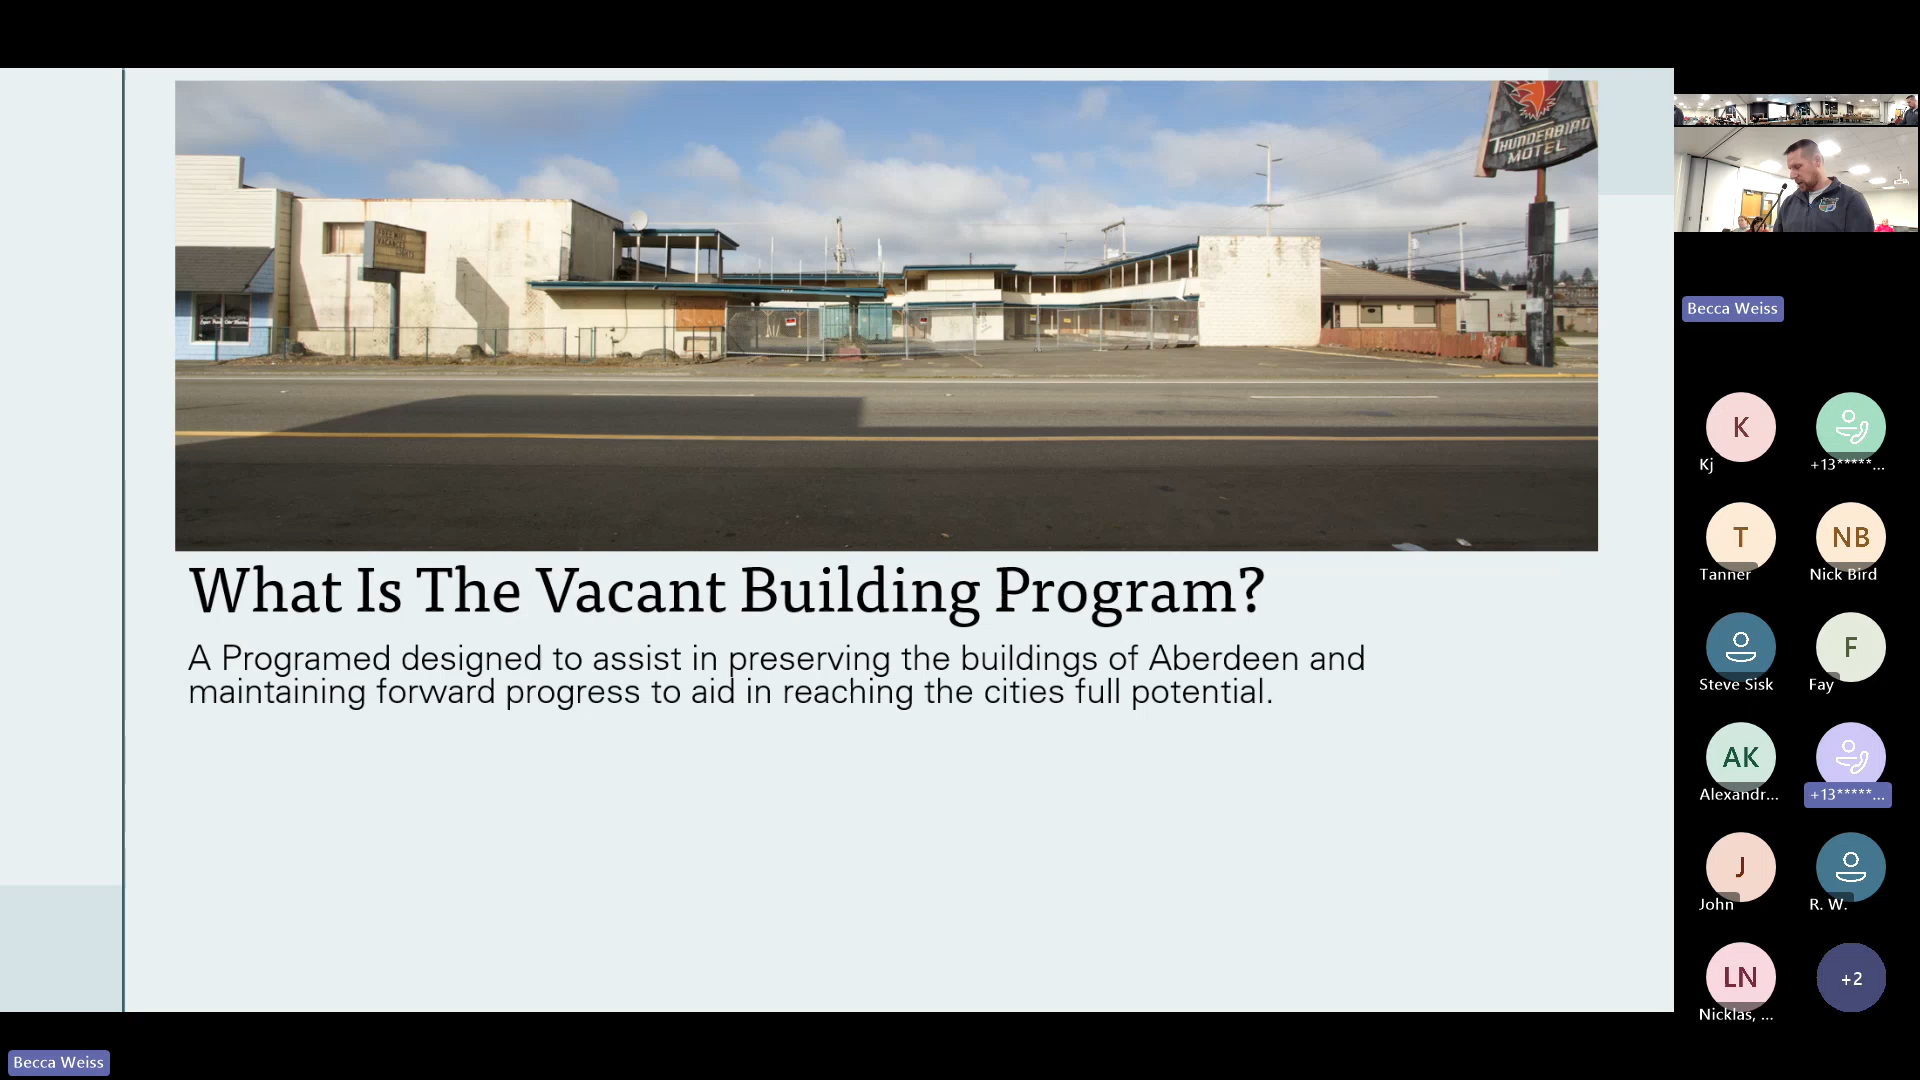 THUNDERBIRD
MOTEL
What Is The Vacant Building Program?
A Programed designed to assist in preserving the buildings of Aberdeen and
maintaining forward progress to aid in reaching the cities full potential.
Becca Weiss
K
Kj
+13*****...
T
Tanner
NB
Nick Bird
Steve Sisk
F
Fay
AK
Alexandr...
+13*****...
J
John
R. W.
LN
Nicklas, ...
+2
Becca Weiss